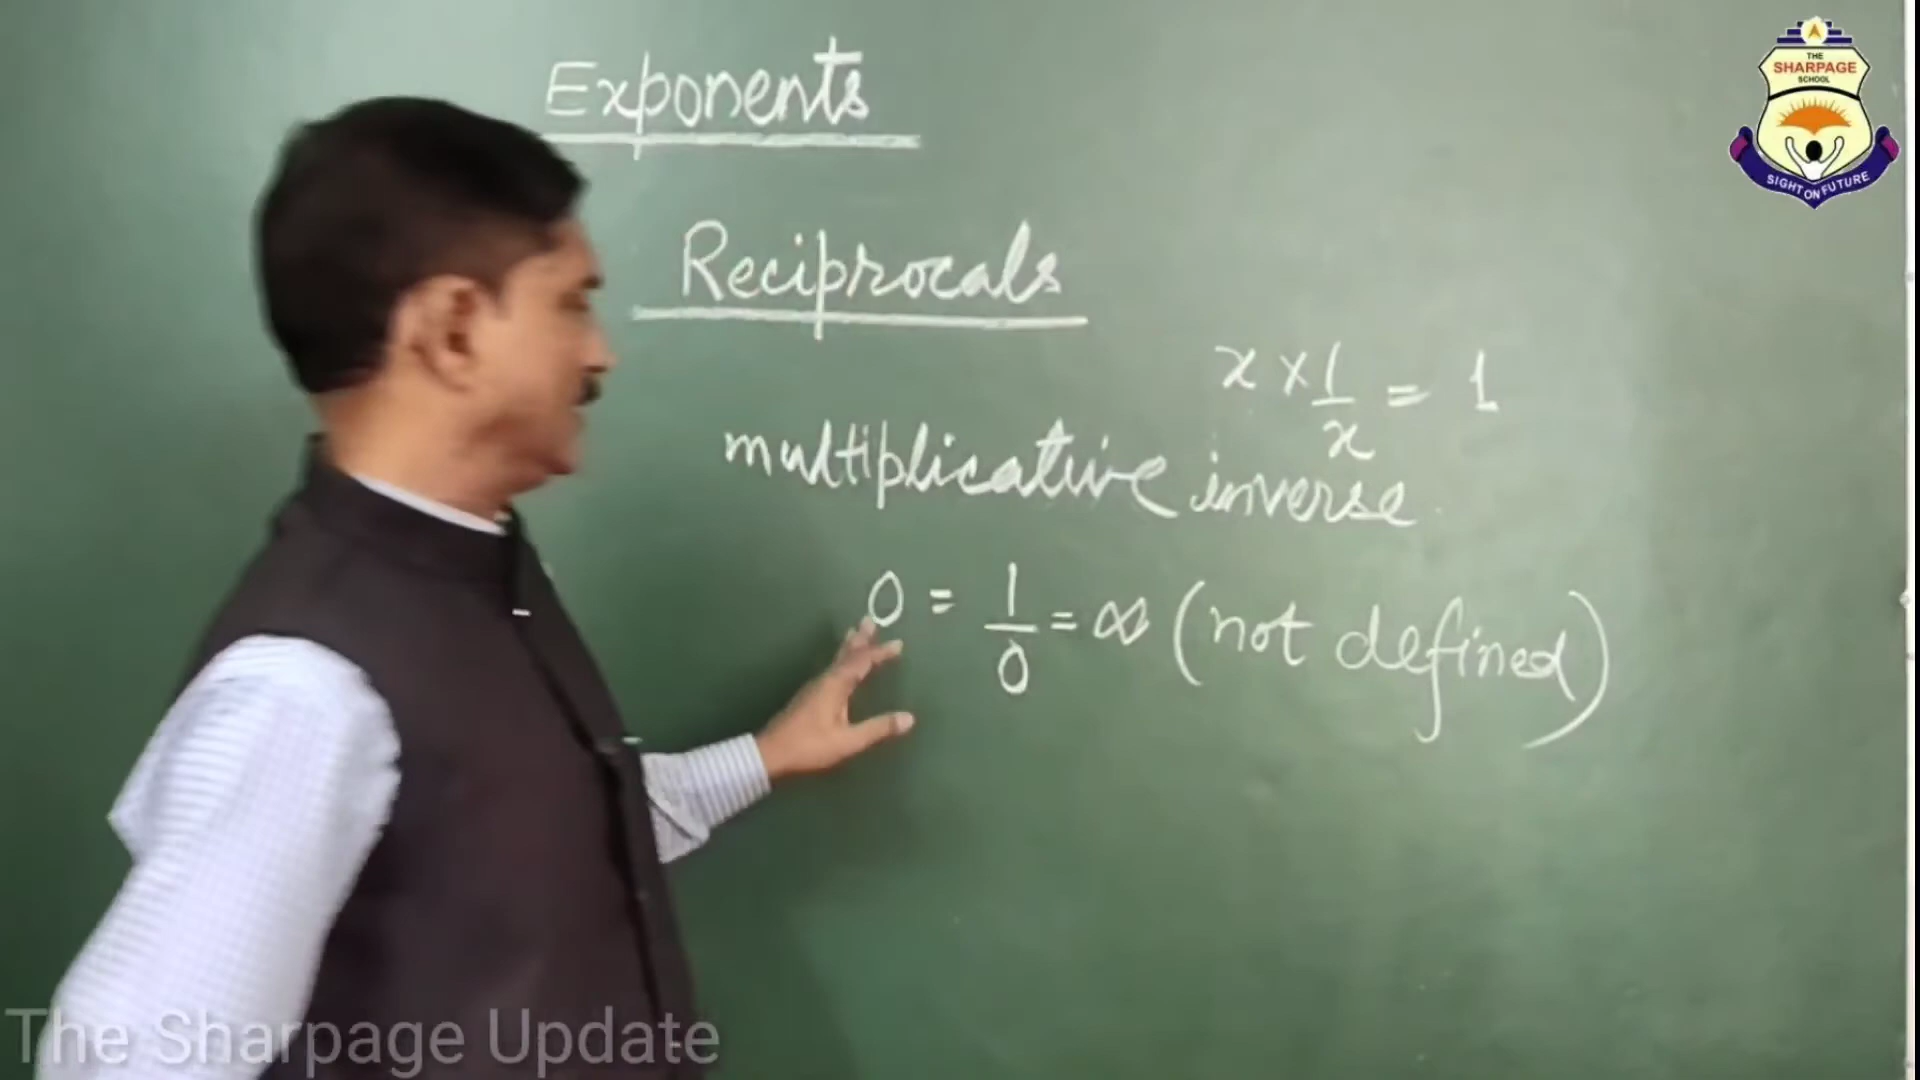 THE
SHARPAGE
SCHOOL
SIGHT ON FUTURE
Exponents
Reciprocals
x × 1/x = 1
multiplicative inverse
0 = 1/0 = ∞ (not defined)
The Sharpage Update